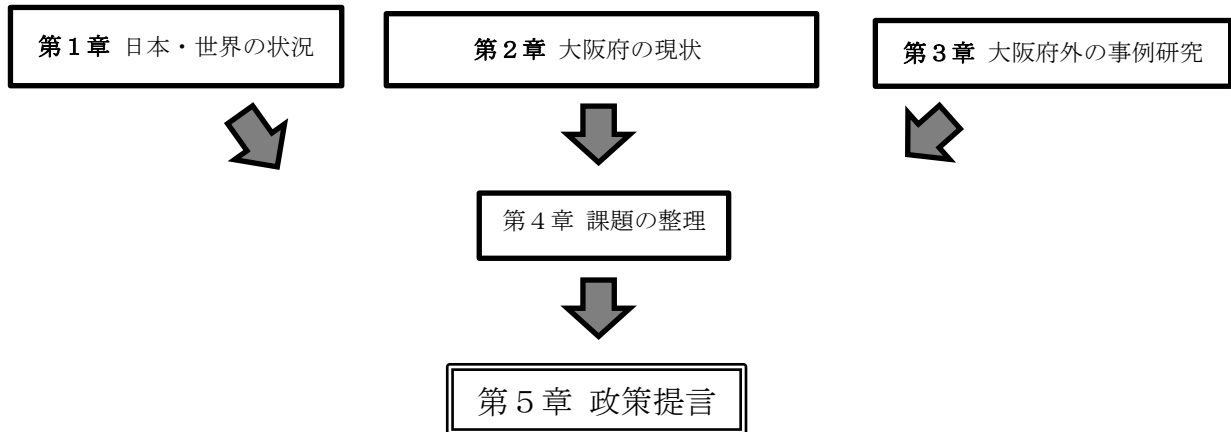 第１章 日本・世界の状況
第２章 大阪府の現状
第３章 大阪府外の事例研究
第４章 課題の整理
第５章 政策提言